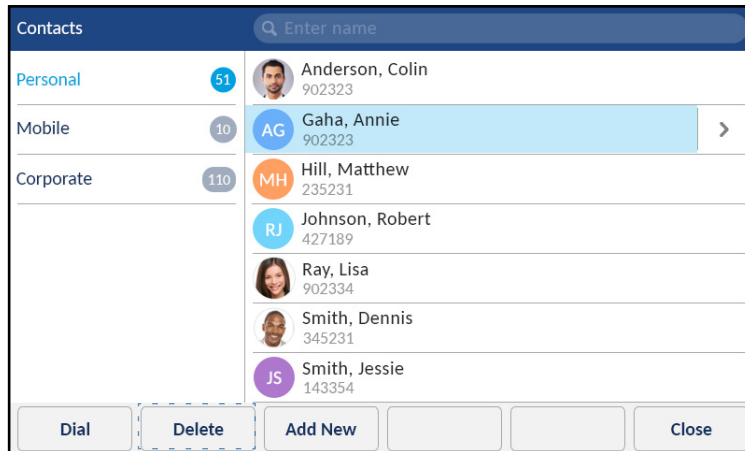 Contacts
Enter name
Personal 51
Mobile 10
Corporate 110
Anderson, Colin
902323
AG
Gaha, Annie
902323
MH
Hill, Matthew
235231
RJ
Johnson, Robert
427189
Ray, Lisa
902334
Smith, Dennis
345231
JS
Smith, Jessie
143354
Dial
Delete
Add New
Close